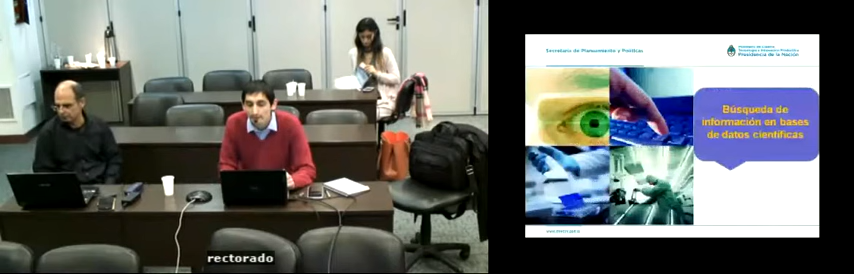 Secretaría de Planeamiento y Políticas
Presidencia de la Nación
Búsqueda de
información en bases
de datos científicas
rectorado